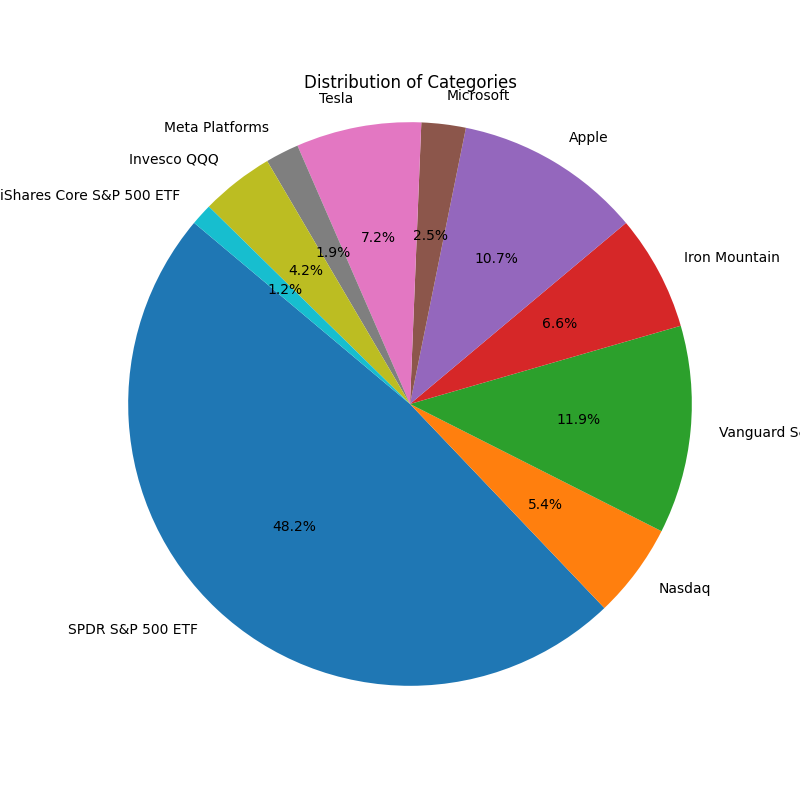 Distribution of Categories
Tesla
Microsoft
Meta Platforms
Apple
Invesco QQQ
iShares Core S&P 500 ETF
7.2%
2.5%
1.9%
10.7%
Iron Mountain
4.2%
1.2%
6.6%
11.9%
Vanguard
48.2%
5.4%
Nasdaq
SPDR S&P 500 ETF